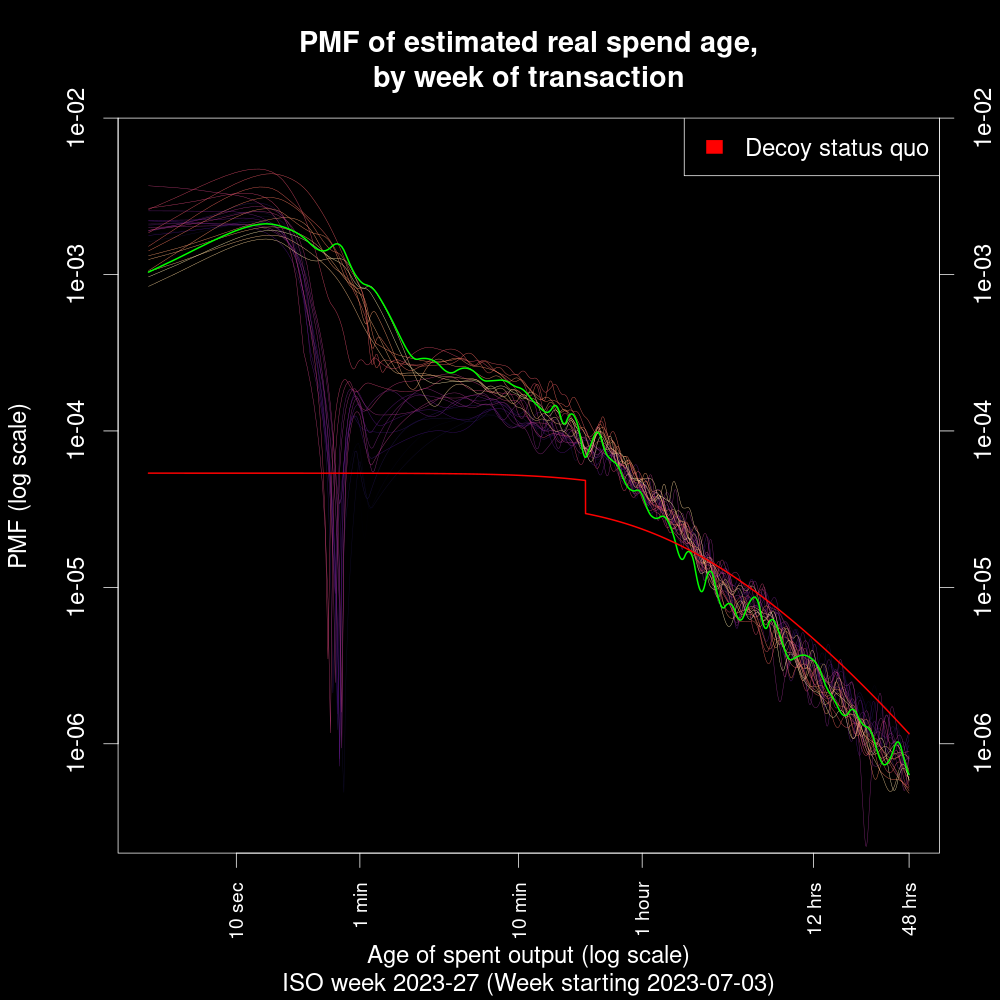 PMF of estimated real spend age,
by week of transaction
Decoy status quo
PMF (log scale)
1e-02
1e-03
1e-04
1e-05
1e-06
1e-02
1e-03
1e-04
1e-05
1e-06
10 sec
1 min
10 min
1 hour
12 hrs
48 hrs
Age of spent output (log scale)
ISO week 2023-27 (Week starting 2023-07-03)